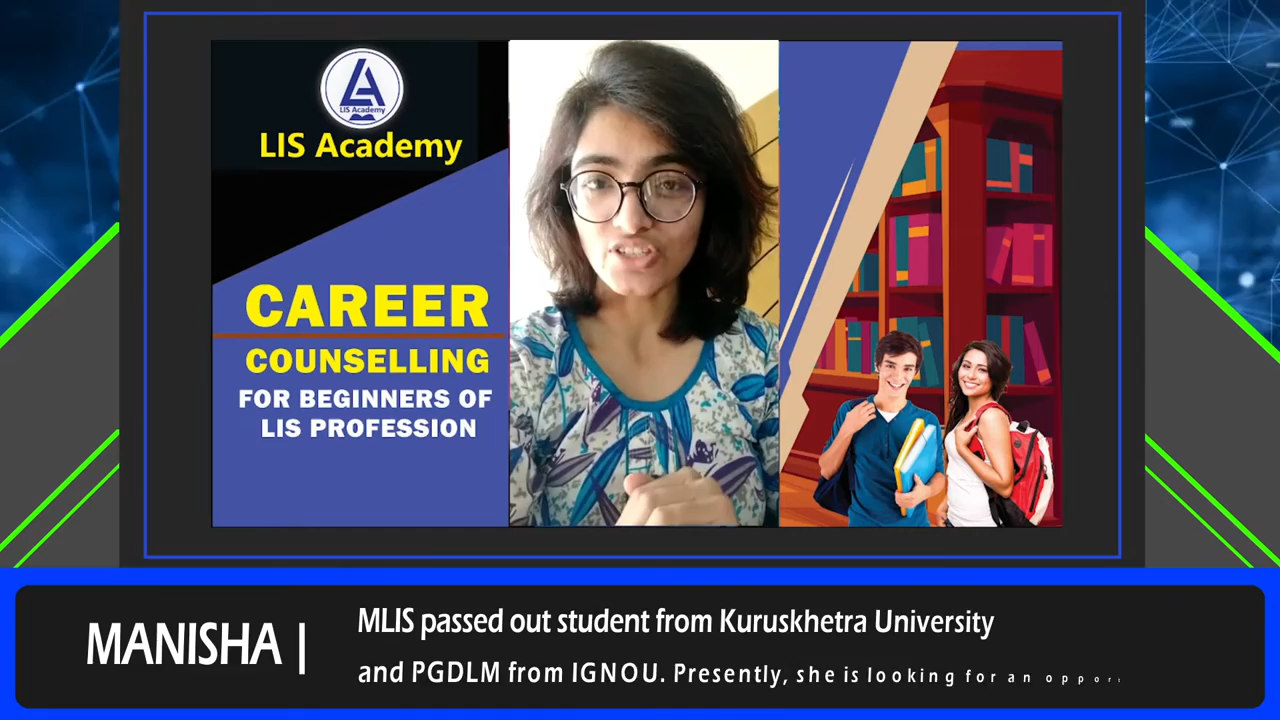 LIS Academy
LIS Academy
CAREER
COUNSELLING
FOR BEGINNERS OF
LIS PROFESSION
MANISHA |
MLIS passed out student from Kuruskhetra University
and PGDLM from IGNOU. Presently, she is looking for an oppor